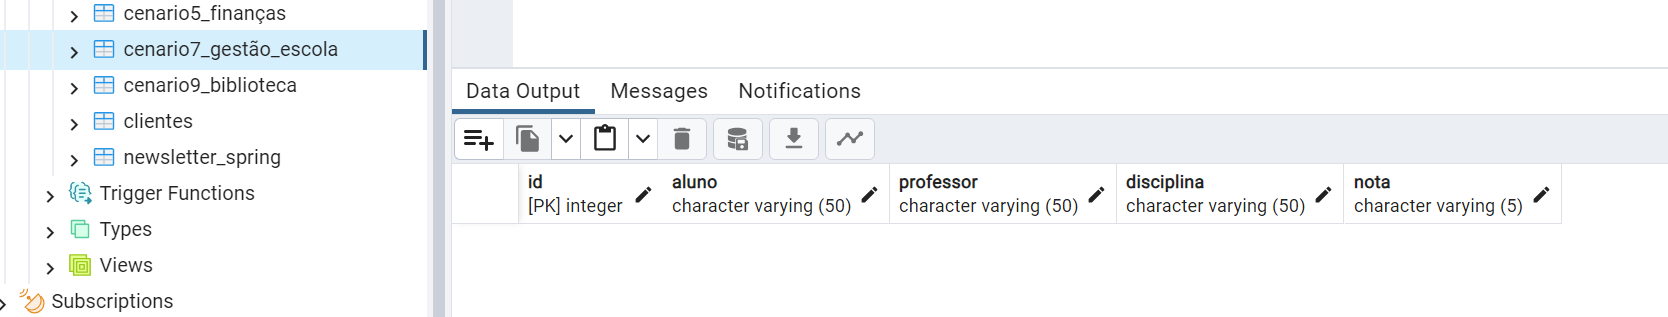 cenario5_finanças
cenario7_gestão_escola
cenario9_biblioteca
clientes
newsletter_spring
Trigger Functions
Types
Views
Subscriptions
Data Output Messages Notifications
id aluno professor disciplina nota
[PK] integer character varying (50) character varying (50) character varying (50) character varying (5)